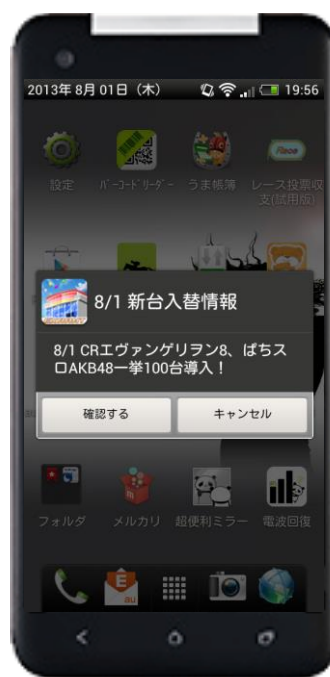 2013年 8月 01日（木） 19:56
設定 バーコードリーダー うま帳簿 レース投票収支(試用版)
Race
8/1 新台入替情報
8/1 CRエヴァンゲリヲン8、ぱちスロAKB48一挙100台導入！
確認する キャンセル
フォルダ メルカリ 超便利ミラー 電波回復
E
au